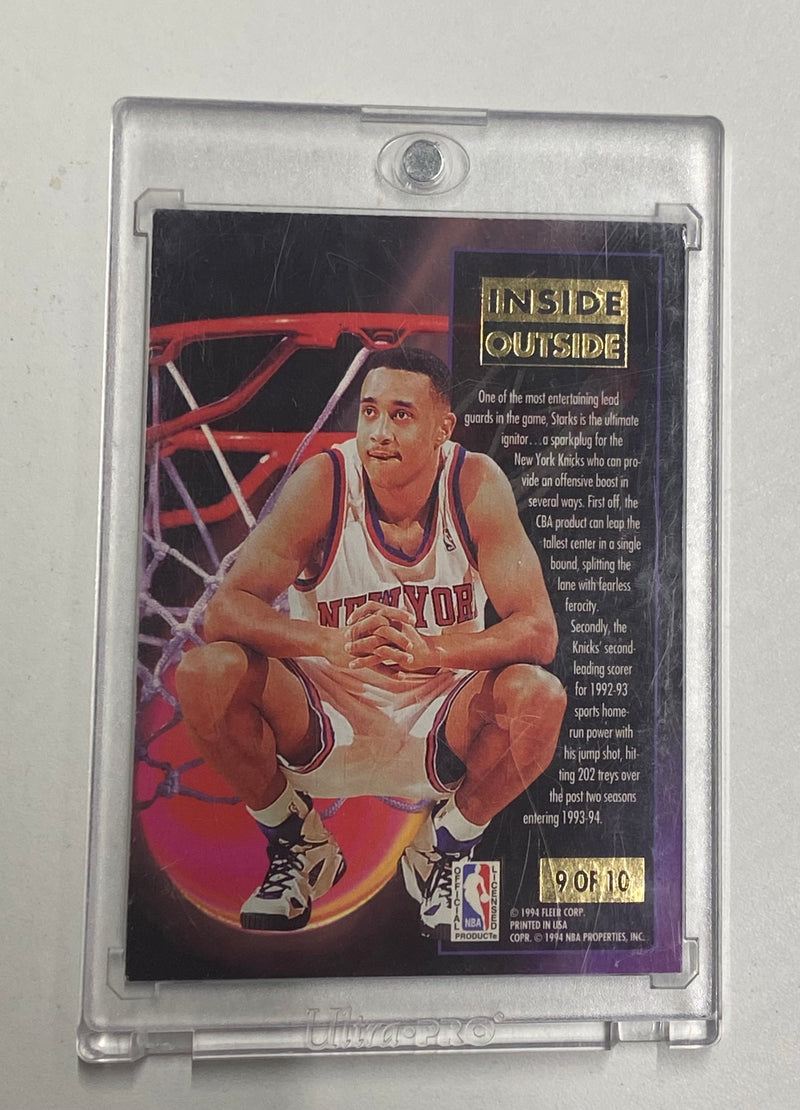 INSIDE
OUTSIDE
One of the most entertaining lead
guards in the game, Starks is the ultimate
ignitor...a sparkplug for the
New York Knicks who can pro-
vide an offensive boost in
several ways. First off, the
CBA product can leap the
tallest center in a single
bound, splitting the
lane with fearless
ferocity.
Secondly, the
Knicks' second-
leading scorer
for 1992-93
sports home-
run power with
his jump shot, hit-
ting 202 treys over
the post two seasons
entering 1993-94.
NEW YOR
9 OF 10
OFFICIAL
LICENSED
NBA
PRODUCT®
© 1994 FLEER CORP.
PRINTED IN USA
COPR. © 1994 NBA PROPERTIES, INC.
Ultra·PRO®